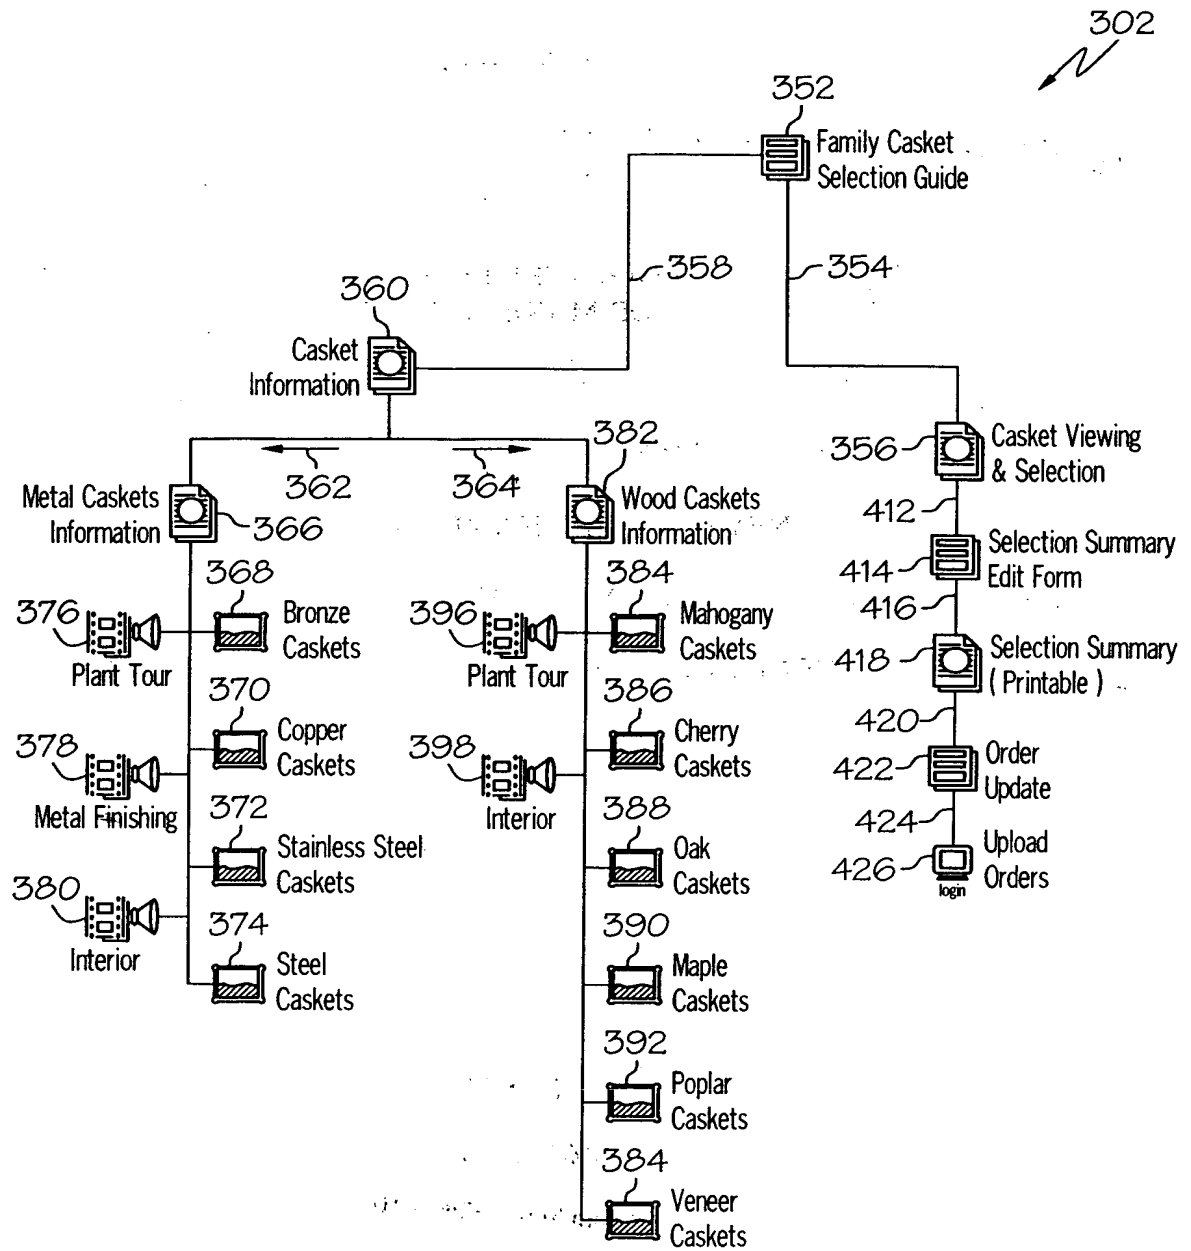 302
352
Family Casket
Selection Guide
358
354
360
Casket
Information
362
364
382
356
Casket Viewing
& Selection
Metal Caskets
Information
366
Wood Caskets
Information
412
414
Selection Summary
Edit Form
416
376
Plant Tour
368
Bronze
Caskets
396
Plant Tour
384
Mahogany
Caskets
418
Selection Summary
( Printable )
420
370
Copper
Caskets
386
Cherry
Caskets
378
Metal Finishing
398
Interior
422
Order
Update
424
372
Stainless Steel
Caskets
388
Oak
Caskets
426
login
Upload
Orders
380
Interior
374
Steel
Caskets
390
Maple
Caskets
392
Poplar
Caskets
384
Veneer
Caskets